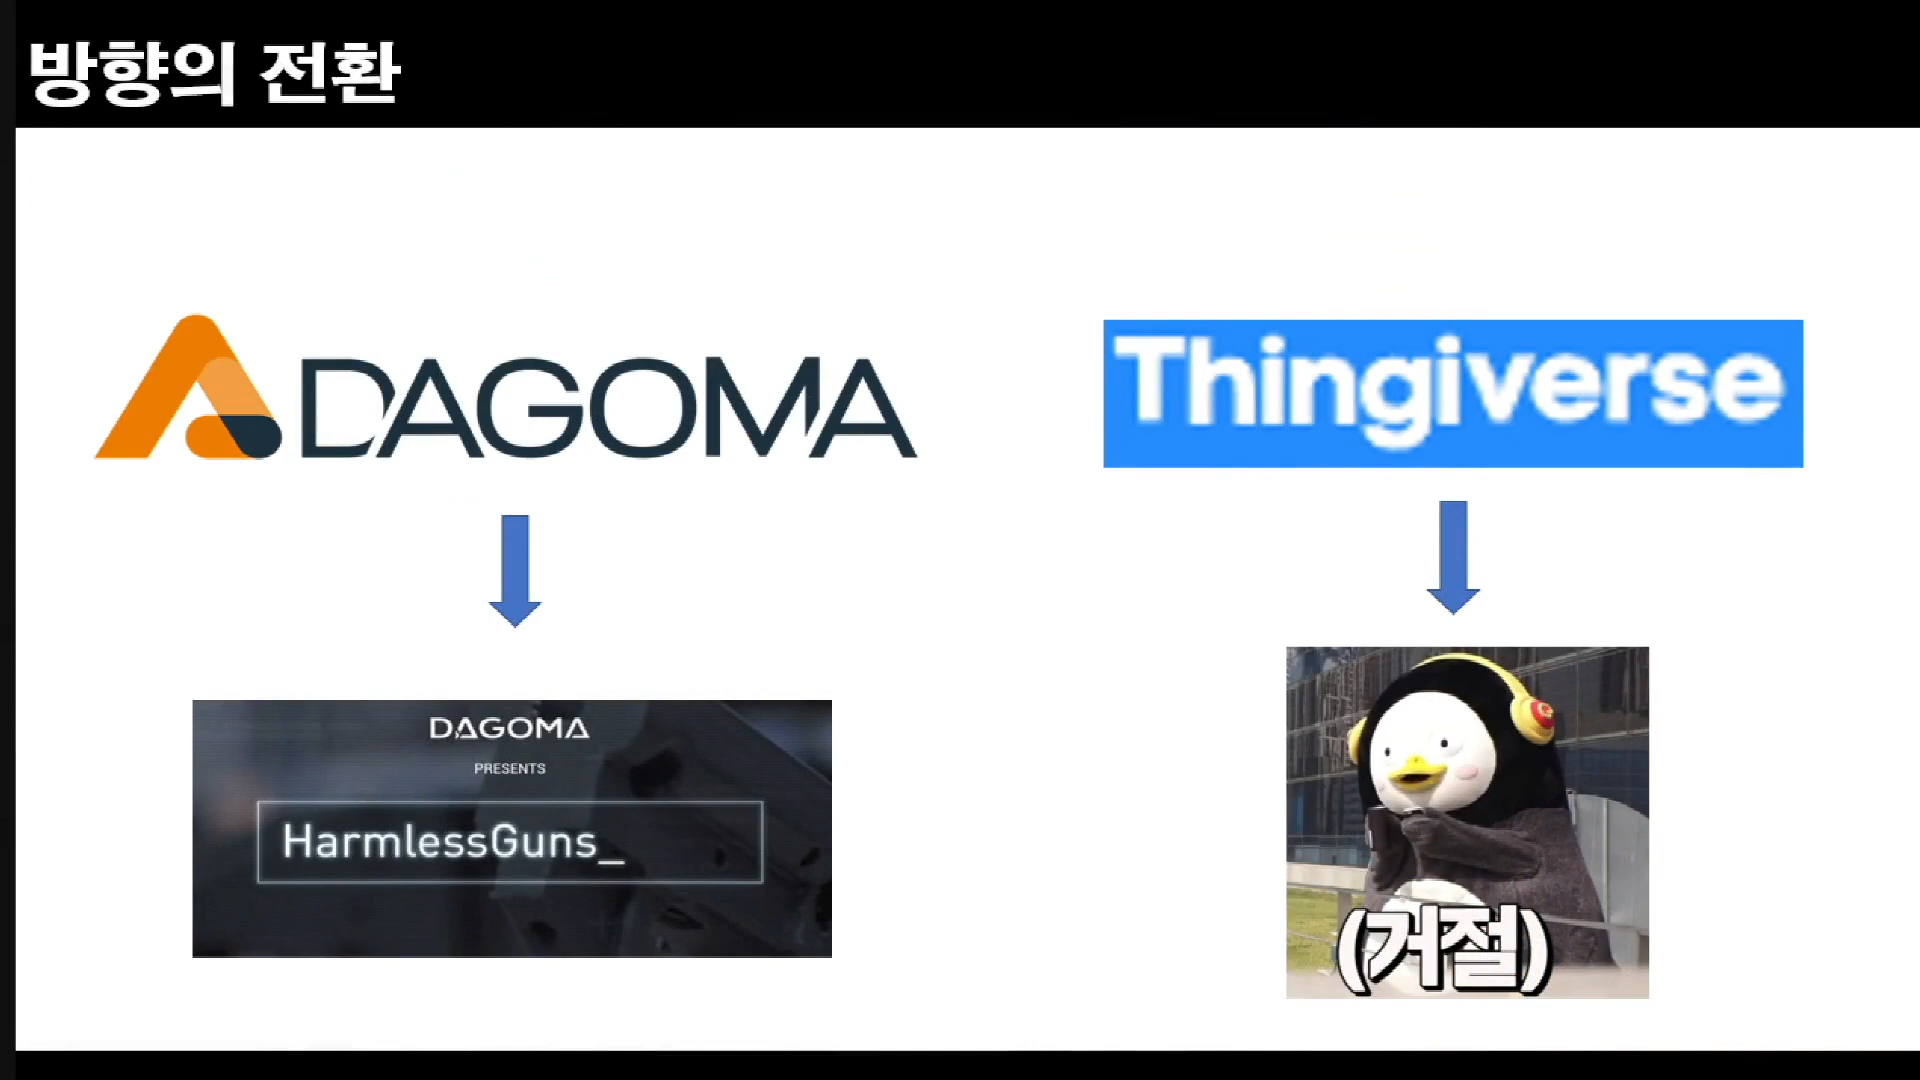 방향의 전환
DAGOMA
Thingiverse
DAGOMA
PRESENTS
HarmlessGuns_
(거절)